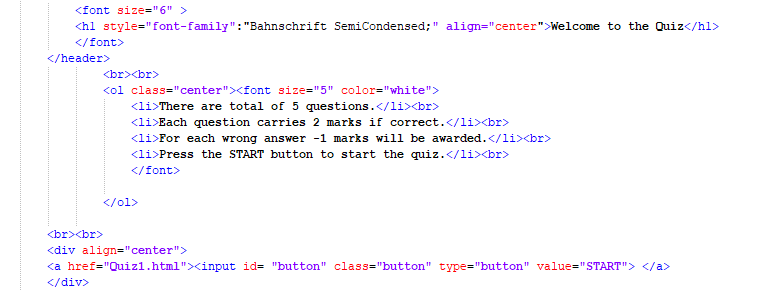 <font size="6" >
<h1 style="font-family":"Bahnschrift SemiCondensed;" align="center">Welcome to the Quiz</h1>
</font>
</header>
<br><br>
<ol class="center"><font size="5" color="white">
<li>There are total of 5 questions.</li><br>
<li>Each question carries 2 marks if correct.</li><br>
<li>For each wrong answer -1 marks will be awarded.</li><br>
<li>Press the START button to start the quiz.</li><br>
</font>
</ol>
<br><br>
<div align="center">
<a href="Quiz1.html"><input id= "button" class="button" type="button" value="START"> </a>
</div>